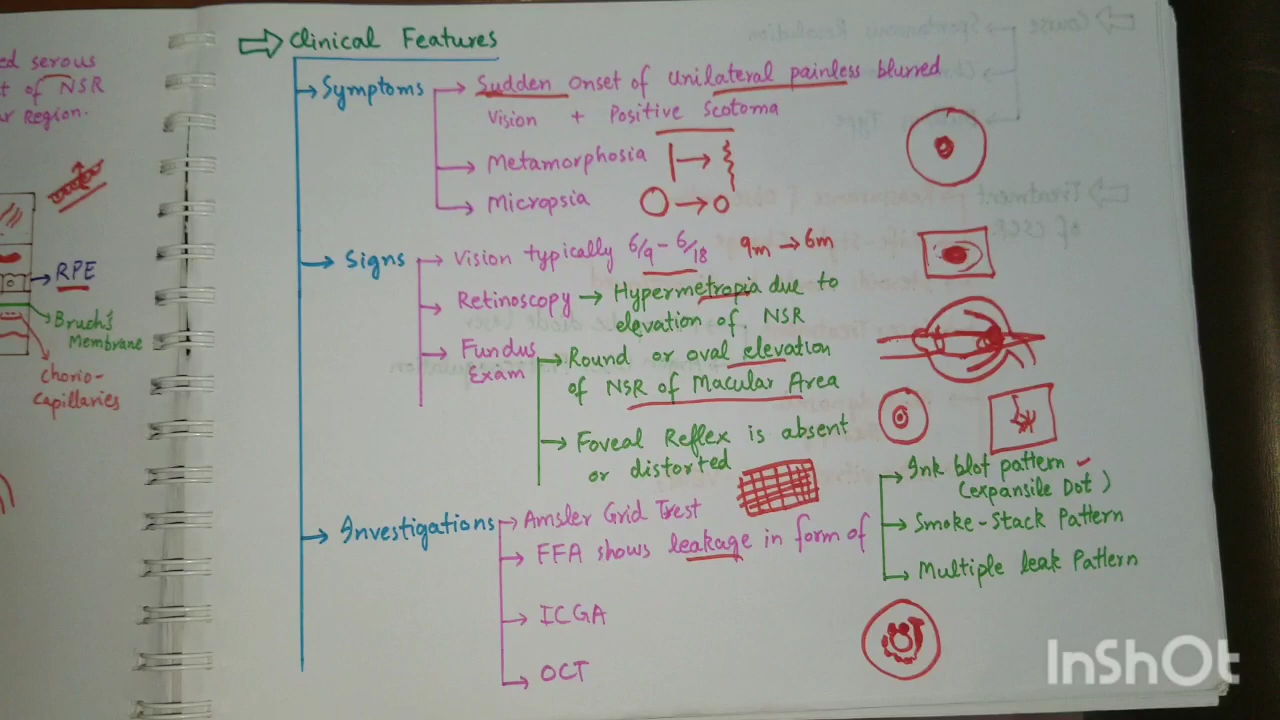 ed serous
t of NSR
r Region.
RPE
Bruch's
Membrane
Chorio-
Capillaries
Clinical Features
Symptoms
Sudden Onset of Unilateral painless blurred
Vision + Positive Scotoma
Metamorphosia
Micropsia
Signs
Vision typically 6/9 - 6/18 9m → 6m
Retinoscopy → Hypermetropia due to
elevation of NSR
Fundus
Exam
Round or oval elevation
of NSR of Macular Area
Foveal Reflex is absent
or distorted
Investigations
Amsler Grid Trest
FFA shows leakage in form of
Ink blot pattern
(expansile Dot)
Smoke-Stack Pattern
Multiple leak Pattern
ICGA
OCT
InShOt